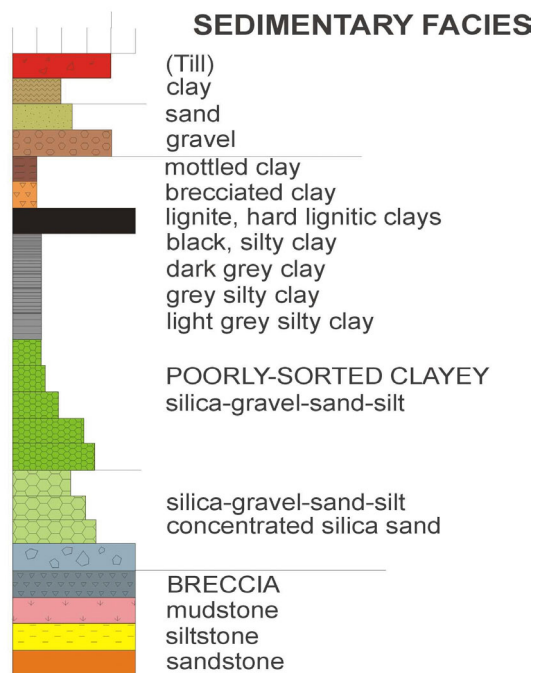 SEDIMENTARY FACIES
(Till)
clay
sand
gravel
mottled clay
brecciated clay
lignite, hard lignitic clays
black, silty clay
dark grey clay
grey silty clay
light grey silty clay
POORLY-SORTED CLAYEY
silica-gravel-sand-silt
silica-gravel-sand-silt
concentrated silica sand
BRECCIA
mudstone
siltstone
sandstone